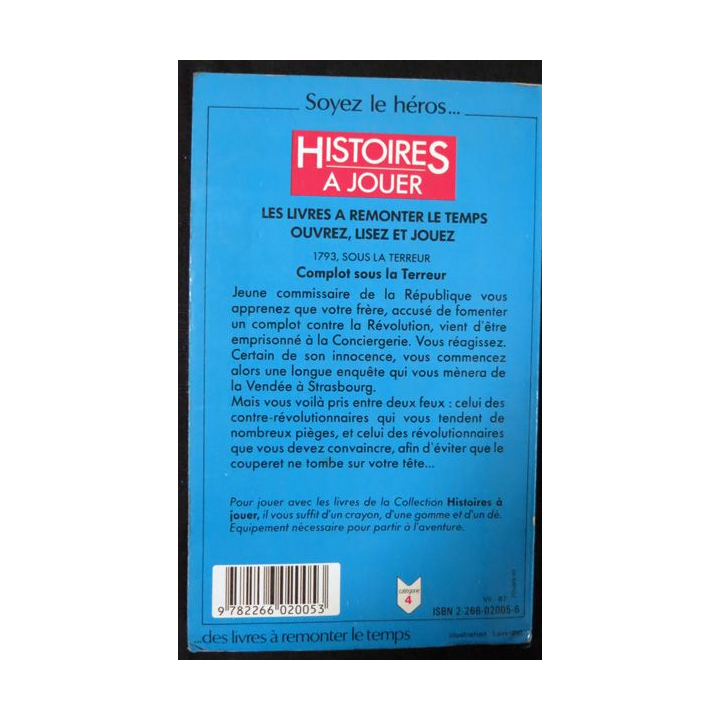 Soyez le héros...
HISTOIRES
A JOUER
LES LIVRES A REMONTER LE TEMPS
OUVREZ, LISEZ ET JOUEZ
1793, SOUS LA TERREUR
Complot sous la Terreur
Jeune commissaire de la République vous
apprenez que votre frère, accusé de fomenter
un complot contre la Révolution, vient d'être
emprisonné à la Conciergerie. Vous réagissez.
Certain de son innocence, vous commencez
alors une longue enquête qui vous mènera de
la Vendée à Strasbourg.
Mais vous voilà pris entre deux feux : celui des
contre-révolutionnaires qui vous tendent de
nombreux pièges, et celui des révolutionnaires
que vous devez convaincre, afin d'éviter que le
couperet ne tombe sur votre tête...
Pour jouer avec les livres de la Collection Histoires à
jouer, il vous suffit d'un crayon, d'une gomme et d'un dé.
Equipement nécessaire pour partir à l'aventure.
catégorie
4
9 782266 020053
ISBN 2-266-02005-6
...des livres à remonter le temps
Illustration